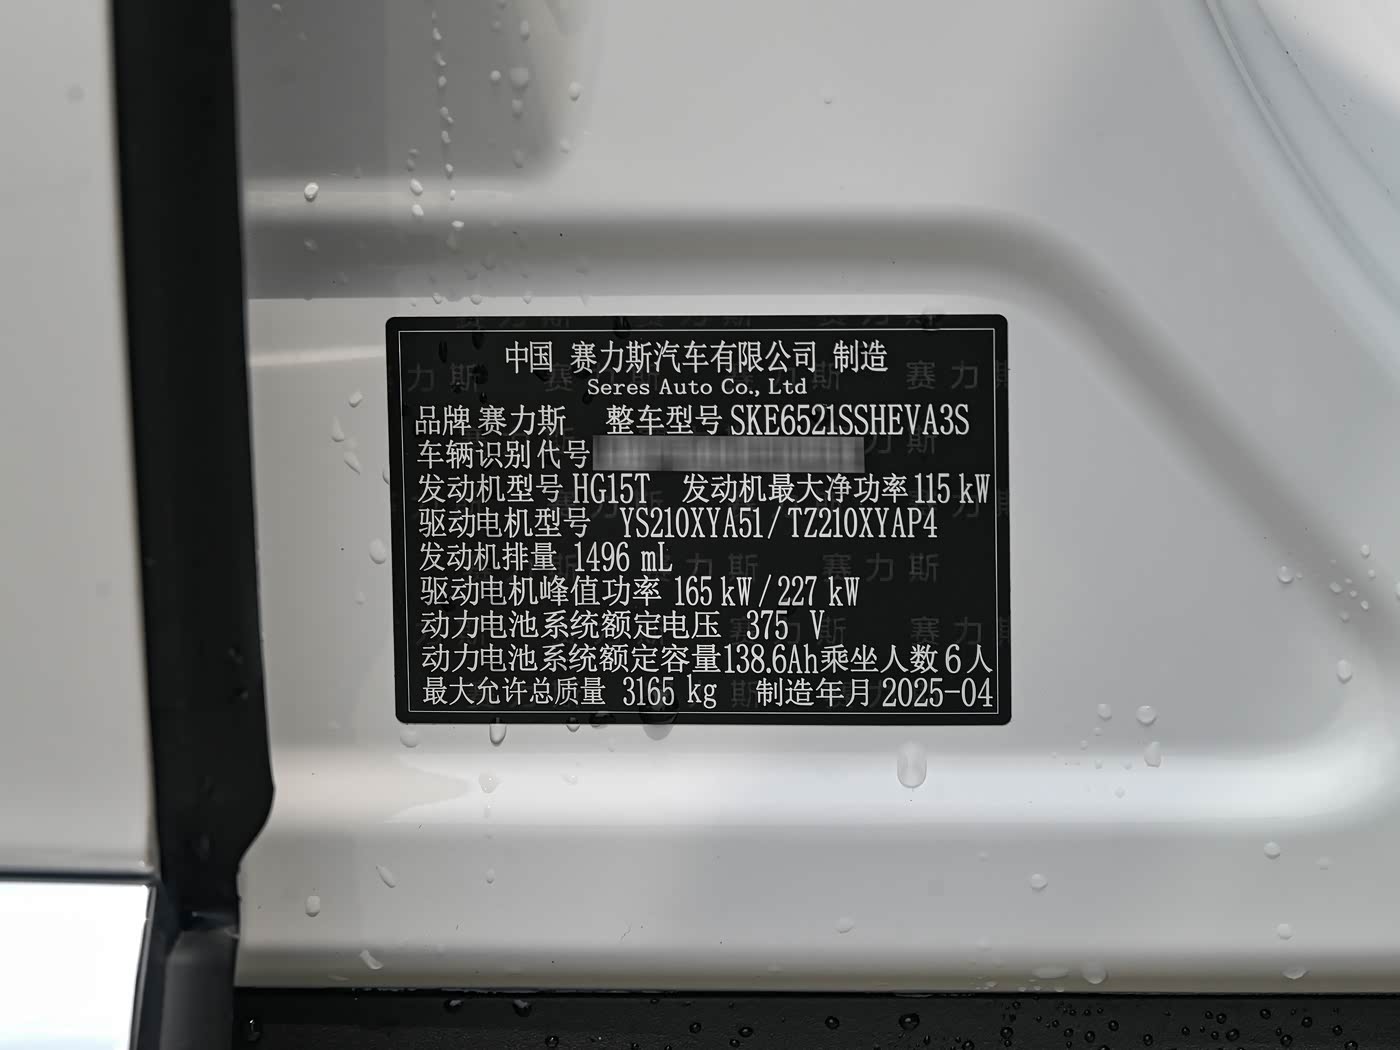 中国 赛力斯汽车有限公司 制造
Seres Auto Co., Ltd
品牌 赛力斯 整车型号 SKE6521SSHEVA3S
车辆识别代号
发动机型号 HG15T 发动机最大净功率 115 kW
驱动电机型号 YS210XYA51 / TZ210XYAP4
发动机排量 1496 mL
驱动电机峰值功率 165 kW / 227 kW
动力电池系统额定电压 375 V
动力电池系统额定容量138.6Ah乘坐人数 6人
最大允许总质量 3165 kg 制造年月 2025-04